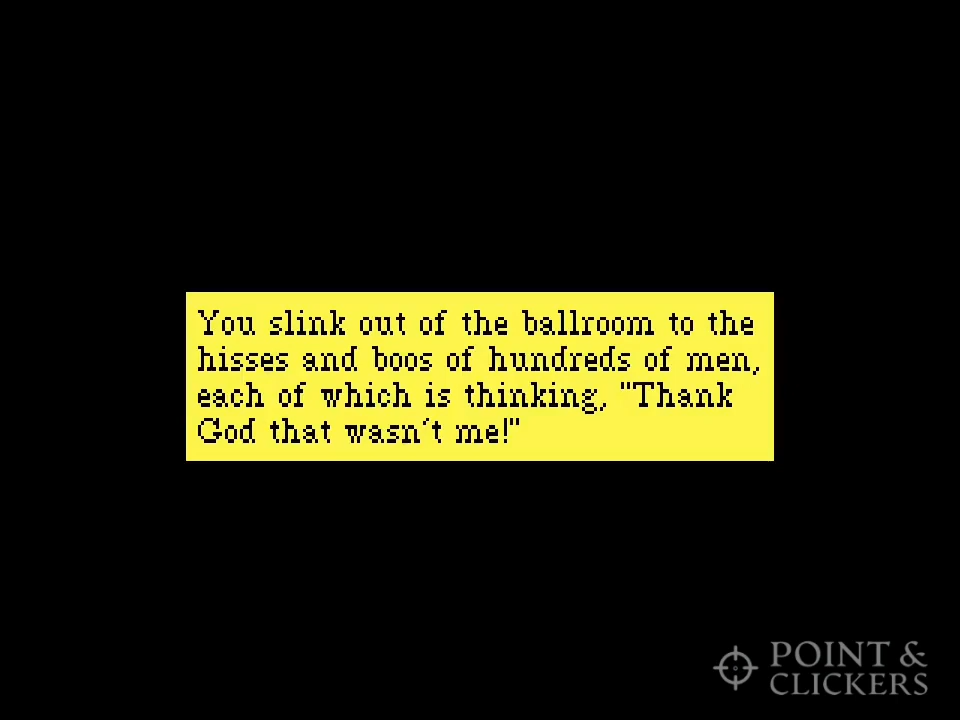 You slink out of the ballroom to the
hisses and boos of hundreds of men,
each of which is thinking, "Thank
God that wasn't me!"
POINT &
CLICKERS